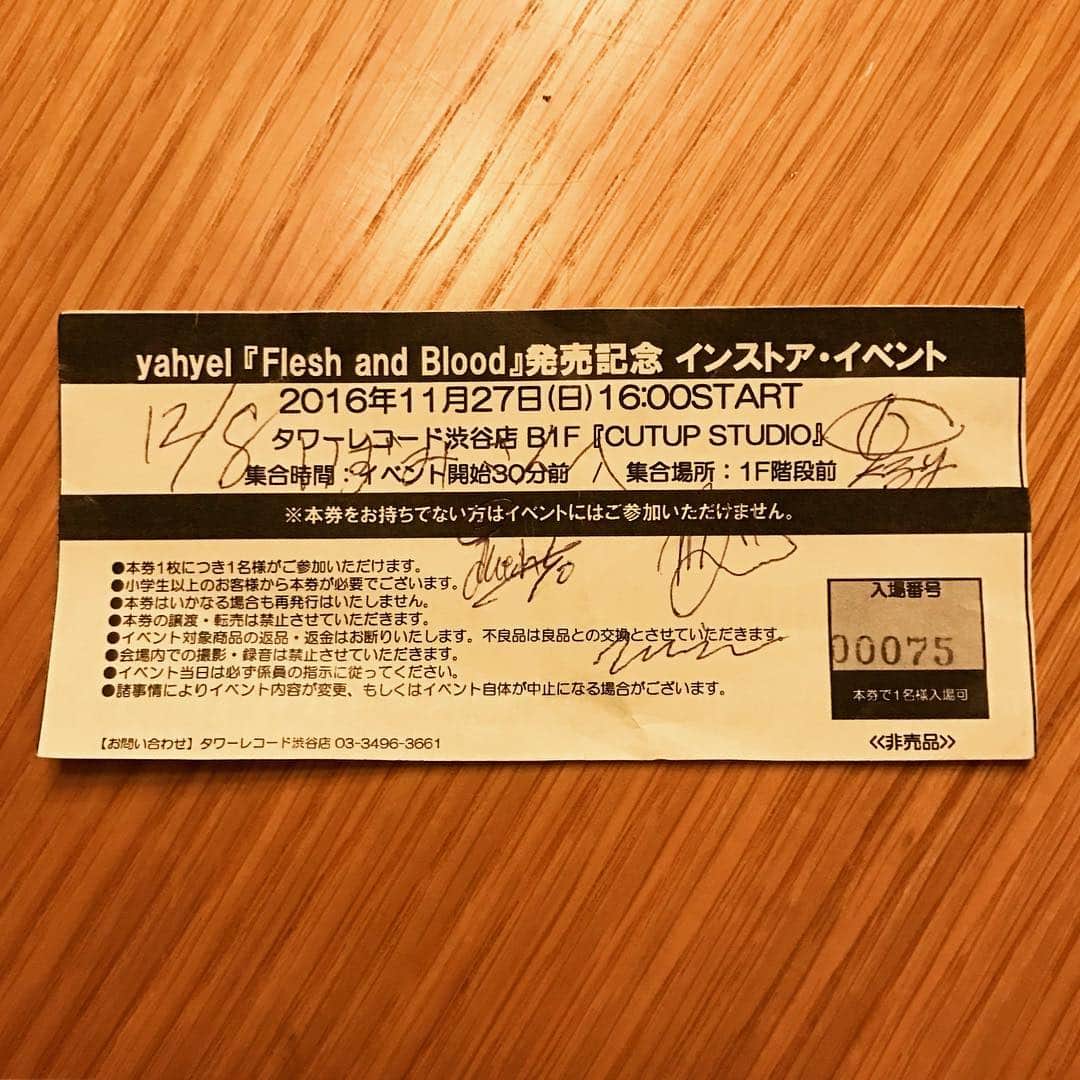 yahyel『Flesh and Blood』発売記念 インストア・イベント
2016年11月27日(日)16:00START
12/8
タワーレコード渋谷店 B1F『CUTUP STUDIO』
集合時間：イベント開始30分前 / 集合場所：1F階段前
※本券をお持ちでない方はイベントにはご参加いただけません。
●本券1枚につき1名様がご参加いただけます。
●小学生以上のお客様から本券が必要でございます。
●本券はいかなる場合も再発行はいたしません。
●本券の譲渡・転売は禁止させていただきます。
●イベント対象商品の返品・返金はお断りいたします。不良品は良品との交換とさせていただきます。
●会場内での撮影・録音は禁止させていただきます。
●イベント当日は必ず係員の指示に従ってください。
●諸事情によりイベント内容が変更、もしくはイベント自体が中止になる場合がございます。
入場番号
00075
本券で1名様入場可
【お問い合わせ】タワーレコード渋谷店 03-3496-3661
≪非売品≫